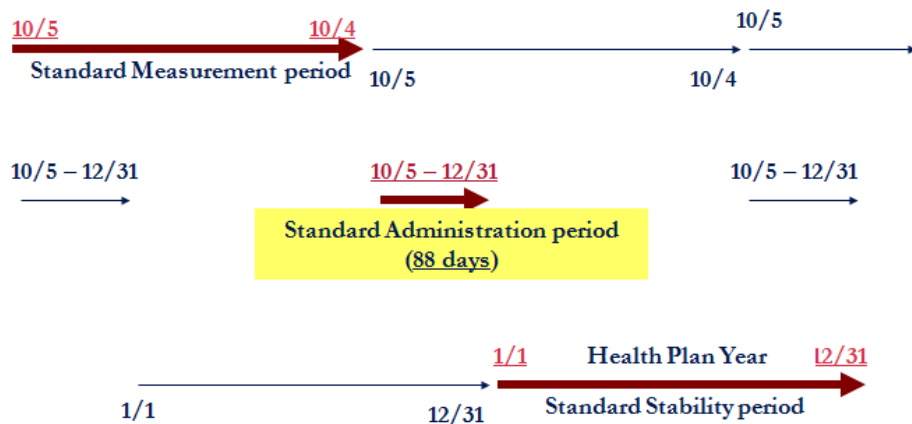 10/5
10/5 10/4
Standard Measurement period
10/5 10/4
10/5 – 12/31 10/5 – 12/31 10/5 – 12/31
Standard Administration period
(88 days)
1/1 Health Plan Year 12/31
1/1 12/31 Standard Stability period